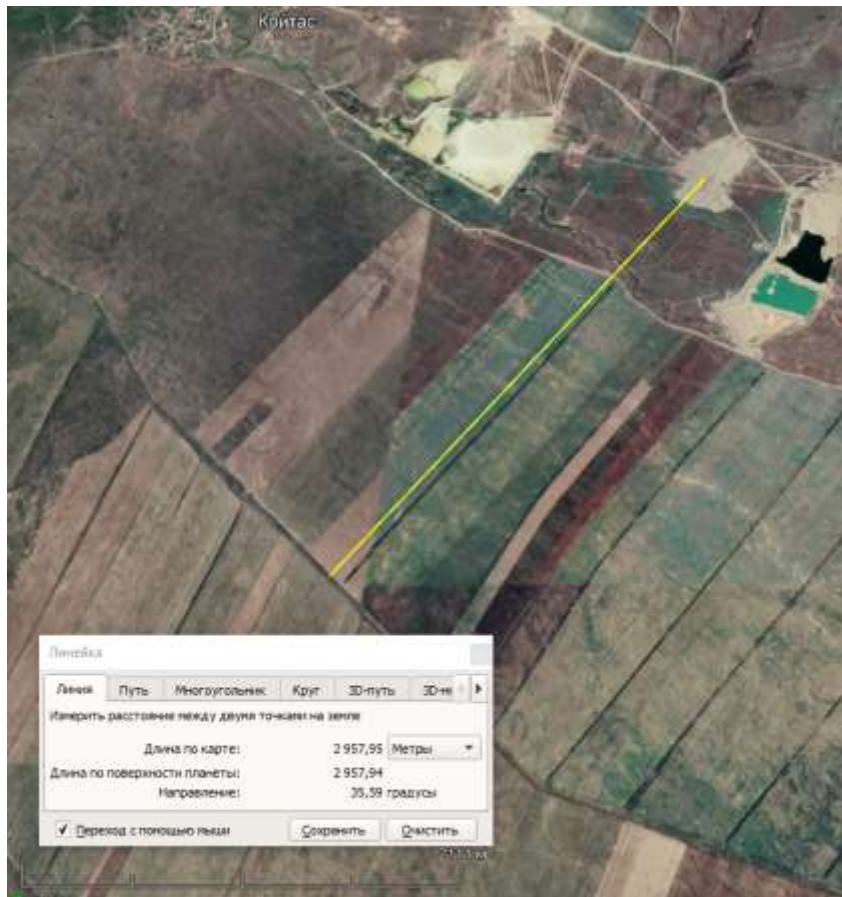 Койтас
Линейка
Линия Путь Многоугольник Круг 3D-путь
Измерить расстояние между двумя точками на земле
Длина по карте: 2 957,95 Метры
Длина по поверхности планеты: 2 957,94
Направление: 35,59 градусы
Переход с помощью мыши Сохранить Очистить